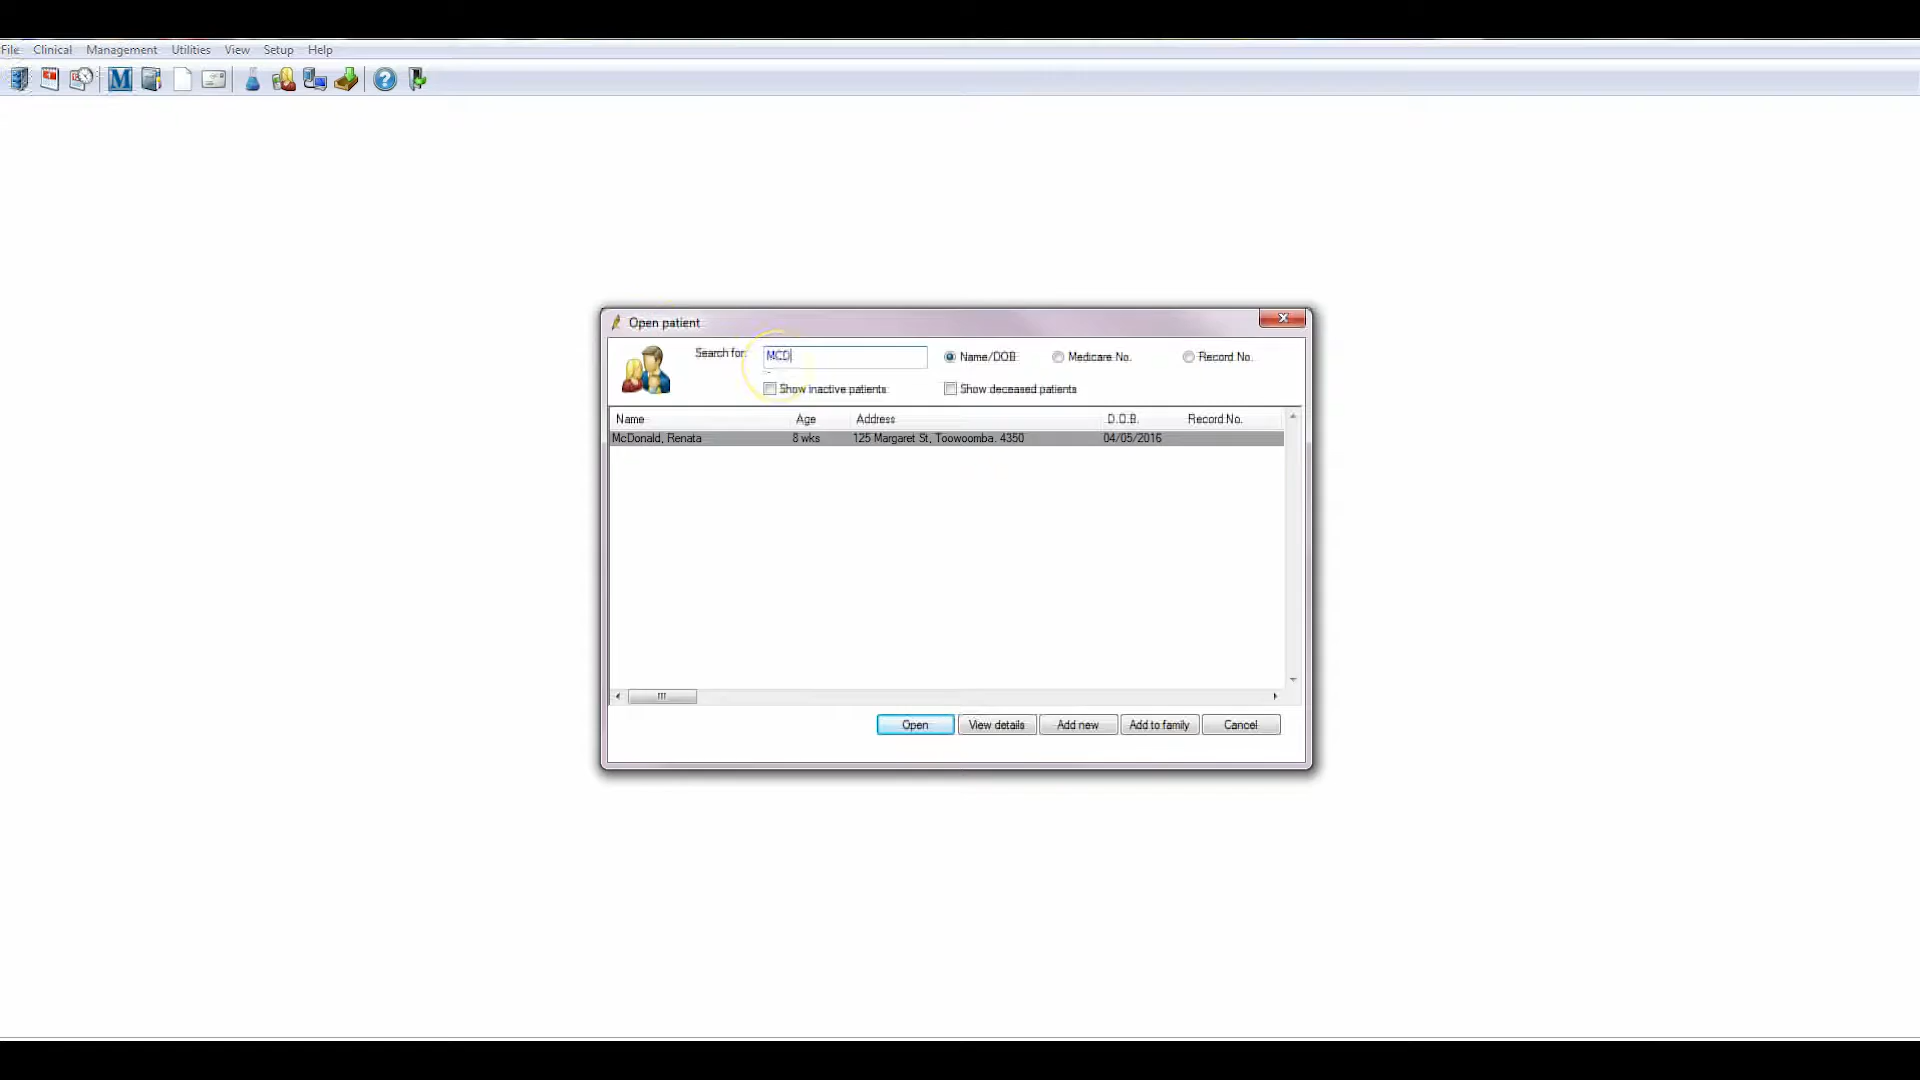 File Clinical Management Utilities View Setup Help
M ?
Open patient
Search for: MCD Name/DOB Medicare No. Record No.
Show inactive patients Show deceased patients
Name Age Address D.O.B. Record No.
McDonald, Renata 8 wks 125 Margaret St, Toowoomba. 4350 04/05/2016
Open View details Add new Add to family Cancel